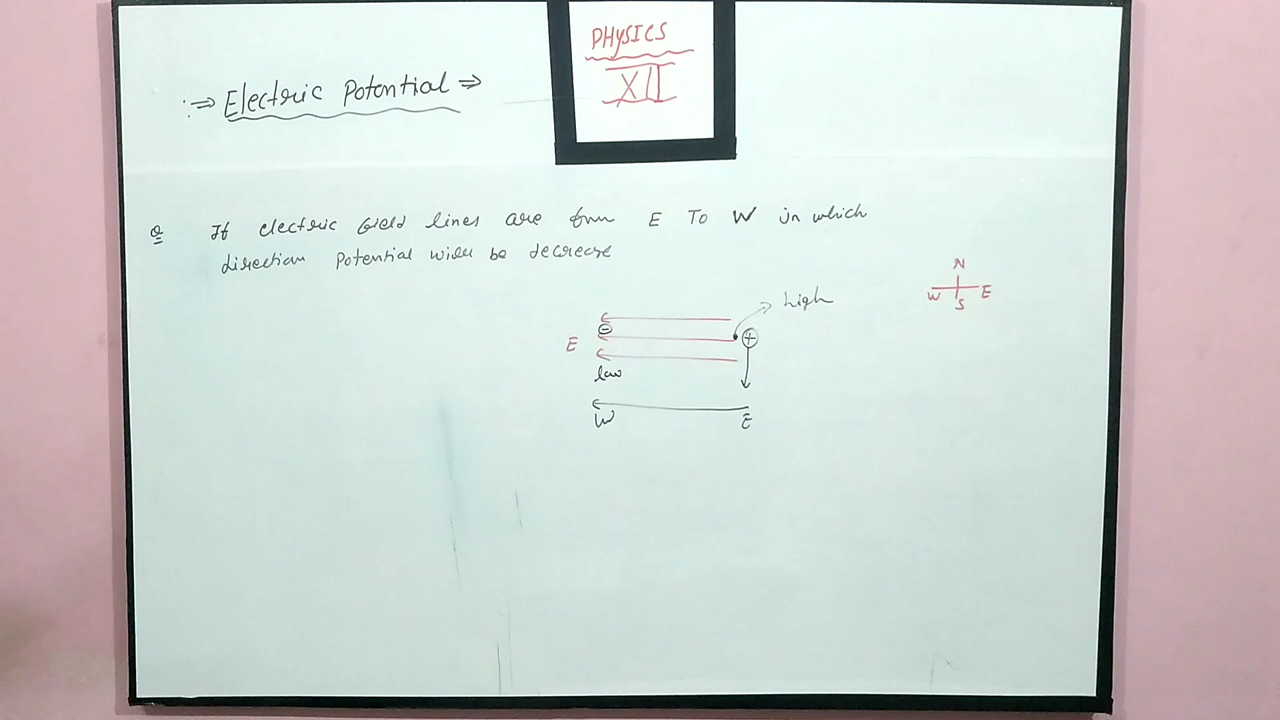 PHYSICS
XII
:⇒ Electric Potential ⇒
Q If electric field lines are from E To W in which
direction Potential will be decrease
N
W E
S
high
⊖
⊕
E
low
W E